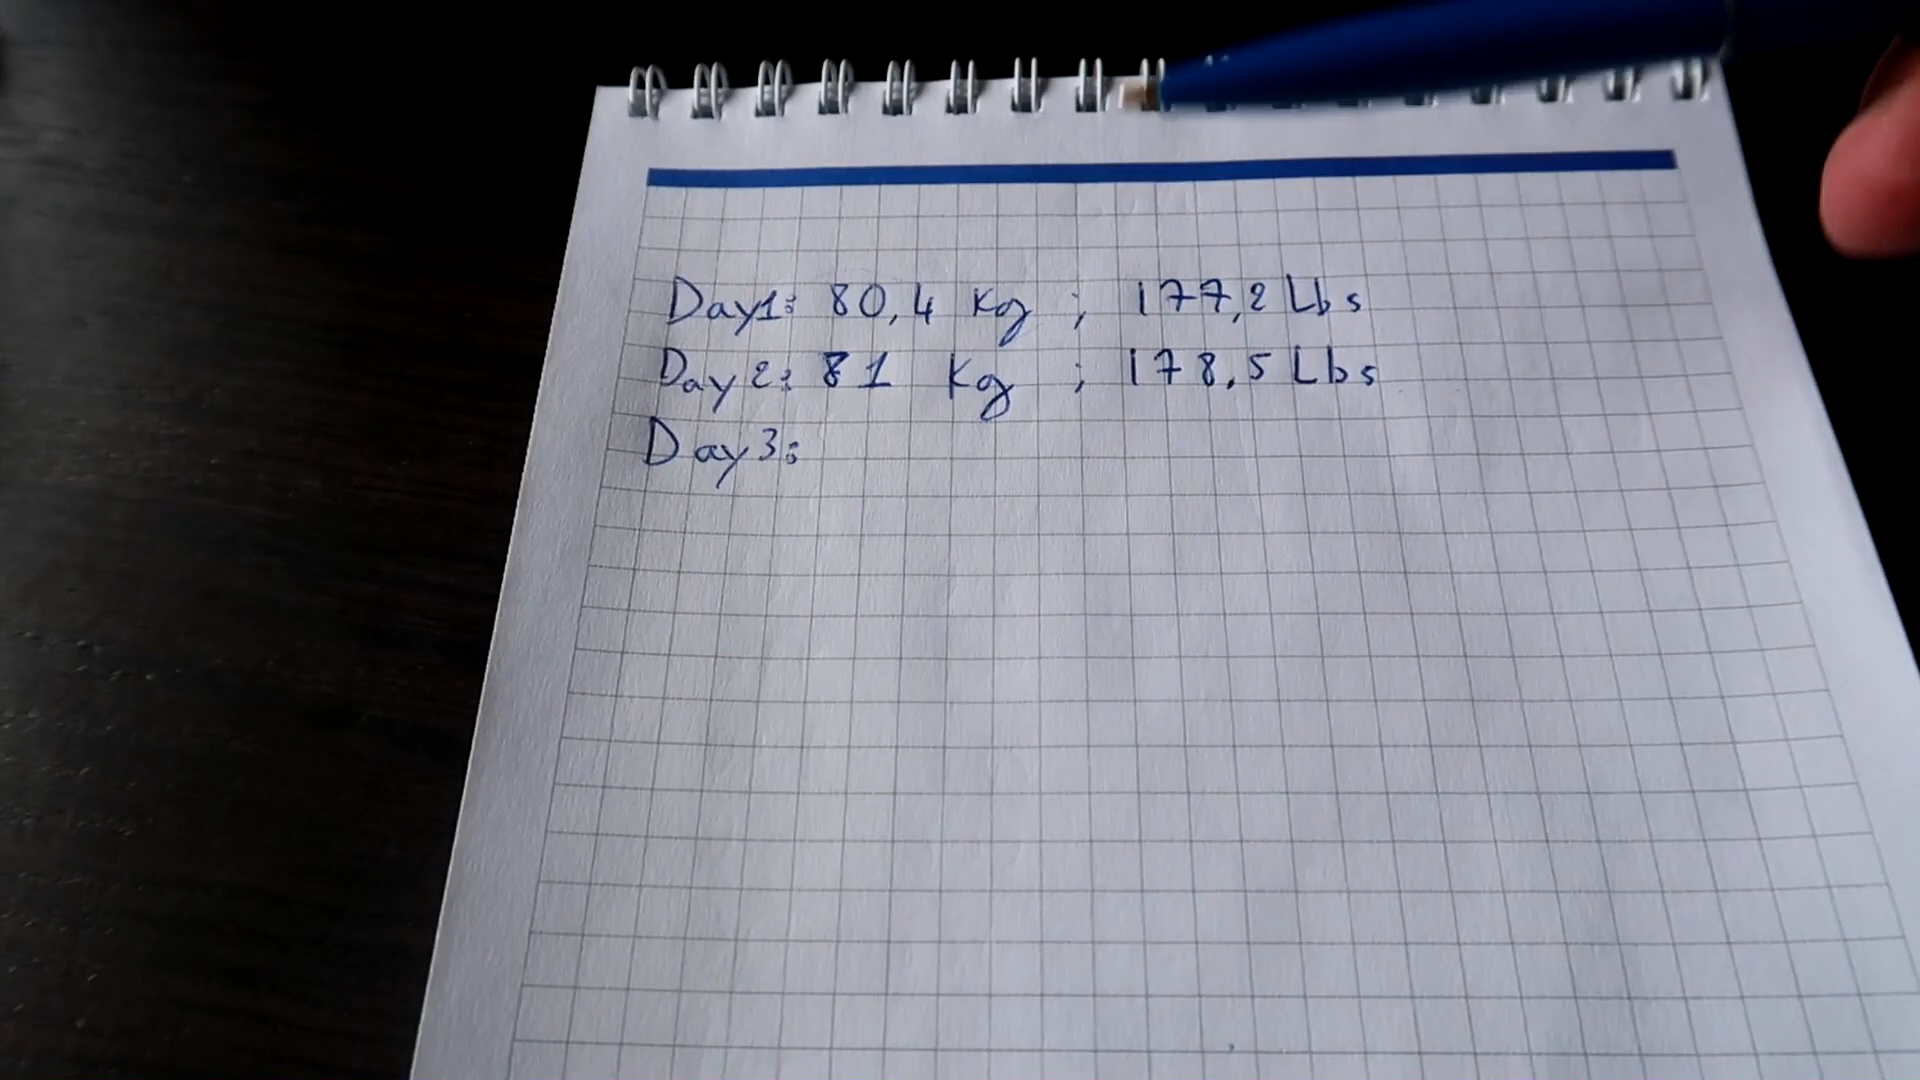 Day1: 80,4 Kg ; 177,2 Lbs
Day2: 81 Kg ; 178,5 Lbs
Day3: